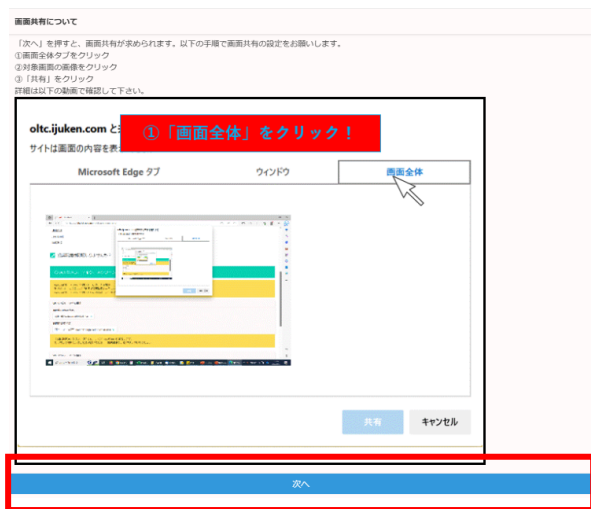 画面共有について
「次へ」を押すと、画面共有が求められます。以下の手順で画面共有の設定をお願いします。
①画面全体タブをクリック
②対象画面の画像をクリック
③「共有」をクリック
詳細は以下の動画で確認して下さい。
oltc.ijuken.com と
①「画面全体」をクリック！
サイトは画面の内容を表
Microsoft Edge タブ
ウィンドウ
画面全体
共有
キャンセル
次へ